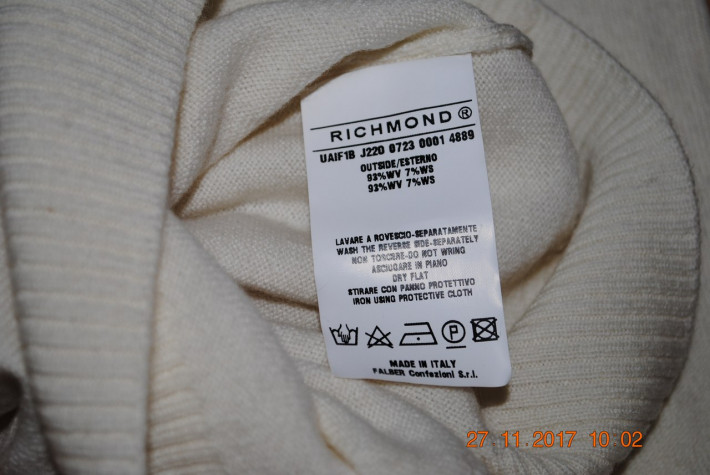 RICHMOND®
UAIF1B J220 0723 0001 4889
OUTSIDE/ESTERNO
93%WV 7%WS
93%WV 7%WS
LAVARE A ROVESCIO-SEPARATAMENTE
WASH THE REVERSE SIDE-SEPARATELY
NON TORCERE-DO NOT WRING
ASCIUGARE IN PIANO
DRY FLAT
STIRARE CON PANNO PROTETTIVO
IRON USING PROTECTIVE CLOTH
P
MADE IN ITALY
FALBER Confezioni S.r.l.
27.11.2017 10:02